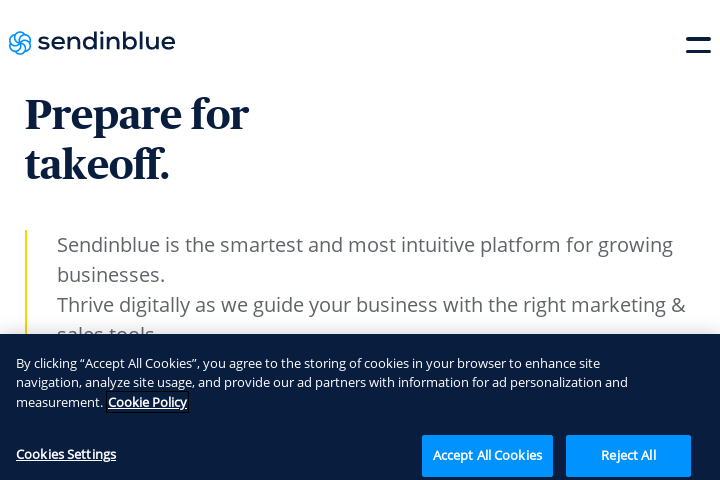 sendinblue
Prepare for
takeoff.
Sendinblue is the smartest and most intuitive platform for growing
businesses.
Thrive digitally as we guide your business with the right marketing &
sales tools.
By clicking “Accept All Cookies”, you agree to the storing of cookies in your browser to enhance site
navigation, analyze site usage, and provide our ad partners with information for ad personalization and
measurement. Cookie Policy
Cookies Settings
Accept All Cookies
Reject All